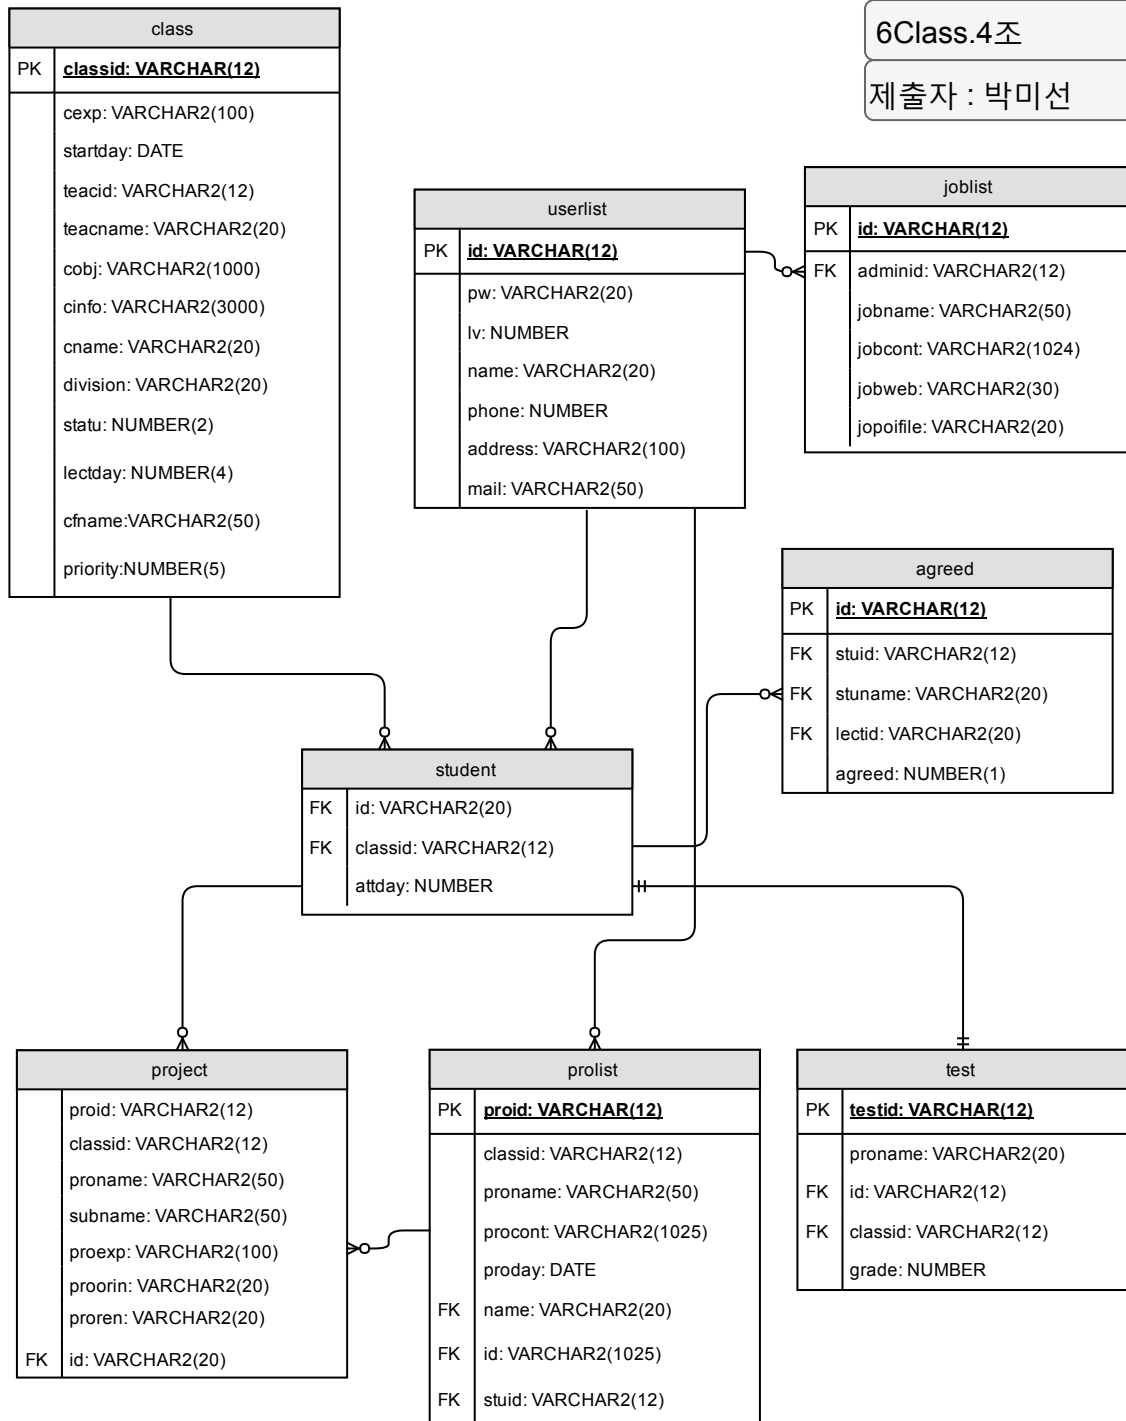 6Class.4조
제출자 : 박미선
class
PK classid: VARCHAR(12)
cexp: VARCHAR2(100)
startday: DATE
teacid: VARCHAR2(12)
teacname: VARCHAR2(20)
cobj: VARCHAR2(1000)
cinfo: VARCHAR2(3000)
cname: VARCHAR2(20)
division: VARCHAR2(20)
statu: NUMBER(2)
lectday: NUMBER(4)
cfname:VARCHAR2(50)
priority:NUMBER(5)
userlist
PK id: VARCHAR(12)
pw: VARCHAR2(20)
lv: NUMBER
name: VARCHAR2(20)
phone: NUMBER
address: VARCHAR2(100)
mail: VARCHAR2(50)
joblist
PK id: VARCHAR(12)
FK adminid: VARCHAR2(12)
jobname: VARCHAR2(50)
jobcont: VARCHAR2(1024)
jobweb: VARCHAR2(30)
jopoifile: VARCHAR2(20)
agreed
PK id: VARCHAR(12)
FK stuid: VARCHAR2(12)
FK stuname: VARCHAR2(20)
FK lectid: VARCHAR2(20)
agreed: NUMBER(1)
student
FK id: VARCHAR2(20)
FK classid: VARCHAR2(12)
attday: NUMBER
project
proid: VARCHAR2(12)
classid: VARCHAR2(12)
proname: VARCHAR2(50)
subname: VARCHAR2(50)
proexp: VARCHAR2(100)
proorin: VARCHAR2(20)
proren: VARCHAR2(20)
FK id: VARCHAR2(20)
prolist
PK proid: VARCHAR(12)
classid: VARCHAR2(12)
proname: VARCHAR2(50)
procont: VARCHAR2(1025)
proday: DATE
FK name: VARCHAR2(20)
FK id: VARCHAR2(1025)
FK stuid: VARCHAR2(12)
test
PK testid: VARCHAR(12)
proname: VARCHAR2(20)
FK id: VARCHAR2(12)
FK classid: VARCHAR2(12)
grade: NUMBER